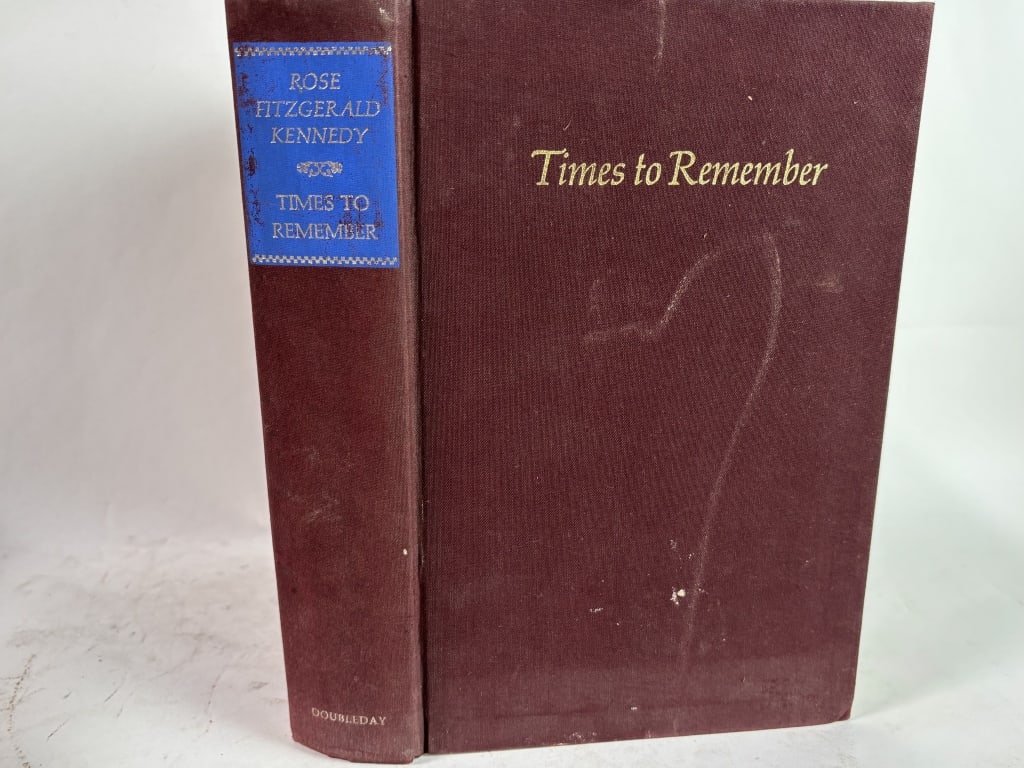 ROSE
FITZGERALD
KENNEDY
TIMES TO
REMEMBER
DOUBLEDAY
Times to Remember